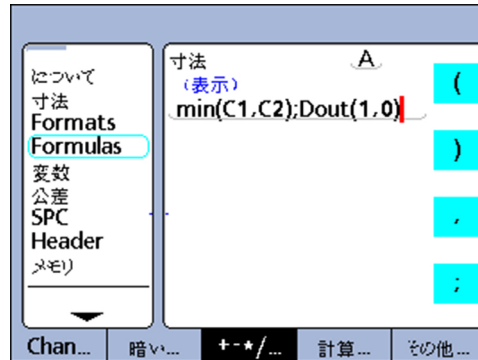 について
寸法
Formats
Formulas
変数
公差
SPC
Header
メモリ
寸法
A
（表示）
min(C1,C2);Dout(1,0)
(
)
,
;
Chan...
暗い...
+-*/...
計算...
その他...